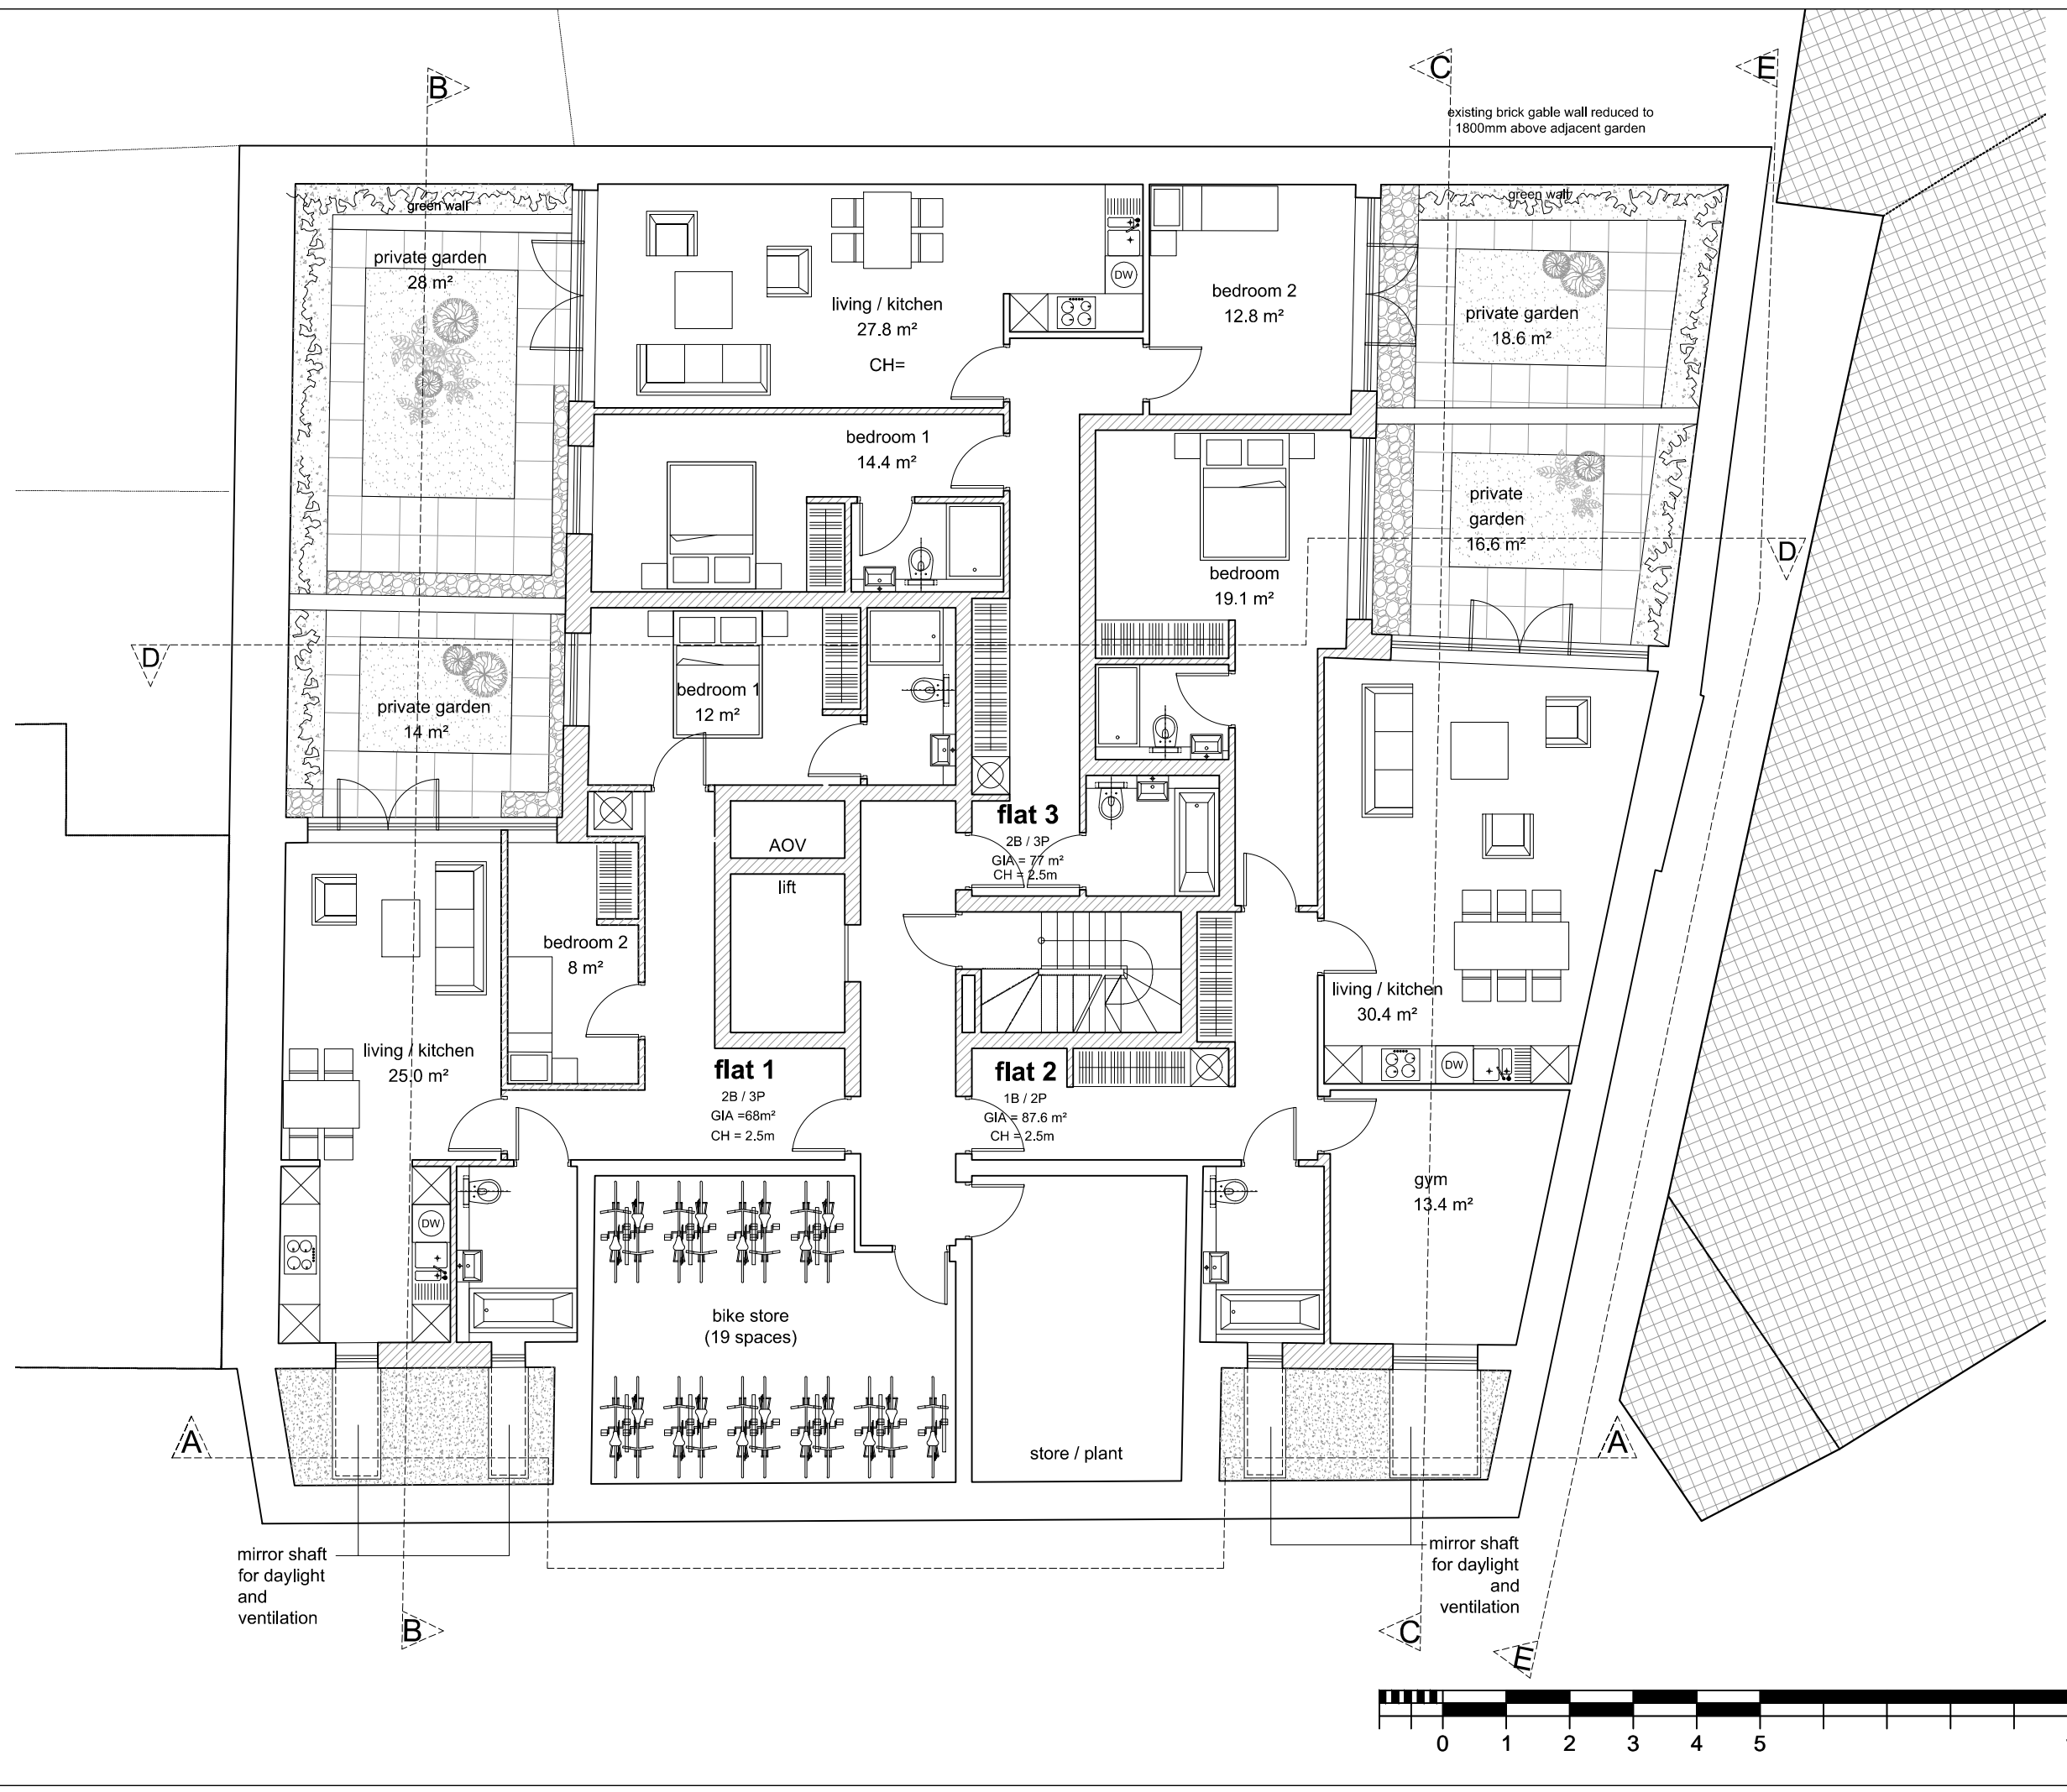 B
C
E
existing brick gable wall reduced to
1800mm above adjacent garden
green wall
green wall
private garden
28 m²
living / kitchen
27.8 m²
CH=
DW
bedroom 2
12.8 m²
private garden
18.6 m²
bedroom 1
14.4 m²
private
garden
16.6 m²
D
bedroom
19.1 m²
D
private garden
14 m²
bedroom 1
12 m²
flat 3
2B / 3P
GIA = 77 m²
CH = 2.5m
AOV
lift
bedroom 2
8 m²
living / kitchen
30.4 m²
DW
living / kitchen
25.0 m²
flat 1
2B / 3P
GIA =68m²
CH = 2.5m
flat 2
1B / 2P
GIA = 87.6 m²
CH = 2.5m
gym
13.4 m²
DW
bike store
(19 spaces)
store / plant
A
A
mirror shaft
for daylight
and
ventilation
mirror shaft
for daylight
and
ventilation
B
C
E
0 1 2 3 4 5